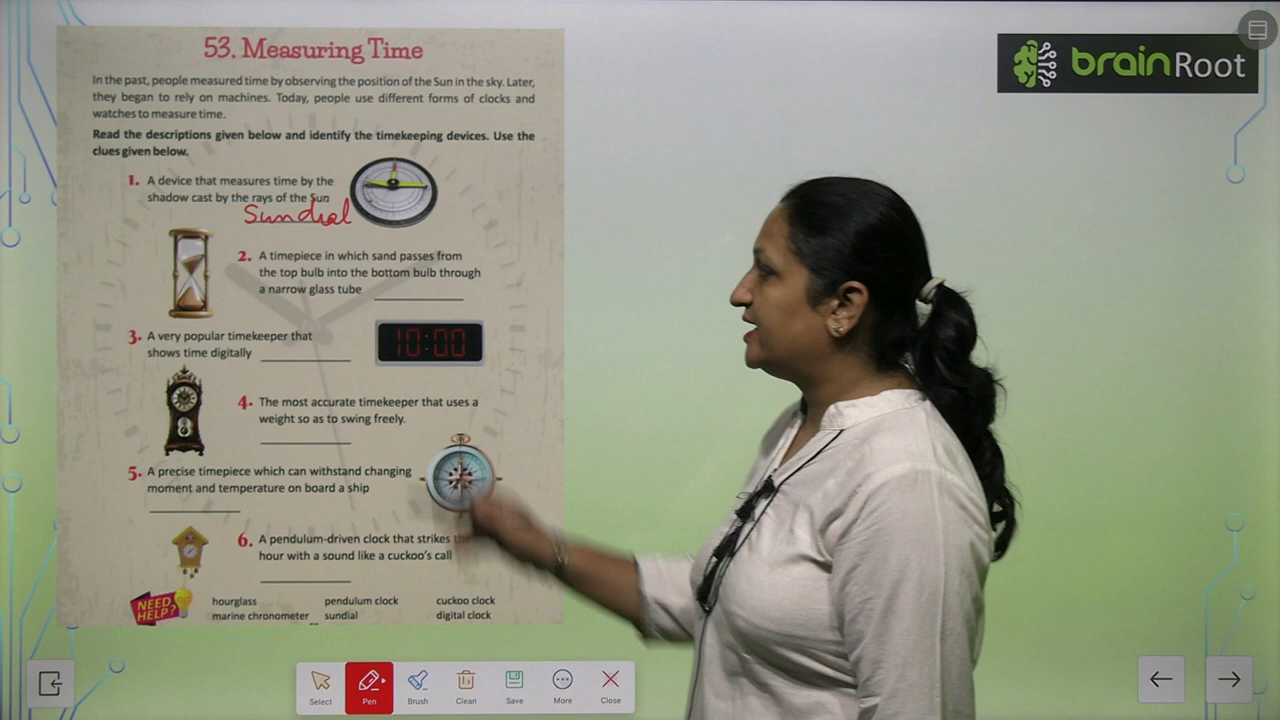 brainRoot
53. Measuring Time
In the past, people measured time by observing the position of the Sun in the sky. Later,
they began to rely on machines. Today, people use different forms of clocks and
watches to measure time.
Read the descriptions given below and identify the timekeeping devices. Use the
clues given below.
1. A device that measures time by the
shadow cast by the rays of the Sun
Sundial
2. A timepiece in which sand passes from
the top bulb into the bottom bulb through
a narrow glass tube
3. A very popular timekeeper that
shows time digitally
10:00
4. The most accurate timekeeper that uses a
weight so as to swing freely.
5. A precise timepiece which can withstand changing
moment and temperature on board a ship
6. A pendulum-driven clock that strikes
hour with a sound like a cuckoo's call
NEED HELP?
hourglass pendulum clock cuckoo clock
marine chronometer sundial digital clock
Select Pen Brush Clean Save More Close